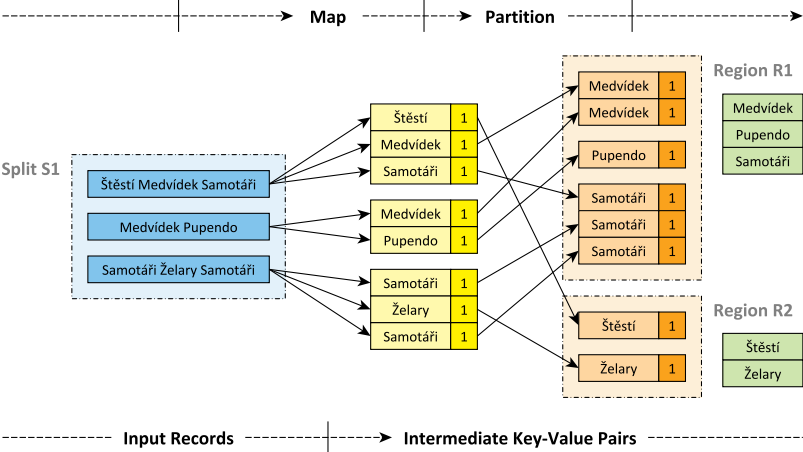 Map
Partition
Split S1
Štěstí Medvídek Samotáři
Medvídek Pupendo
Samotáři Želary Samotáři
Štěstí 1
Medvídek 1
Samotáři 1
Medvídek 1
Pupendo 1
Samotáři 1
Želary 1
Samotáři 1
Medvídek 1
Medvídek 1
Pupendo 1
Samotáři 1
Samotáři 1
Samotáři 1
Štěstí 1
Želary 1
Region R1
Medvídek
Pupendo
Samotáři
Region R2
Štěstí
Želary
Input Records
Intermediate Key-Value Pairs